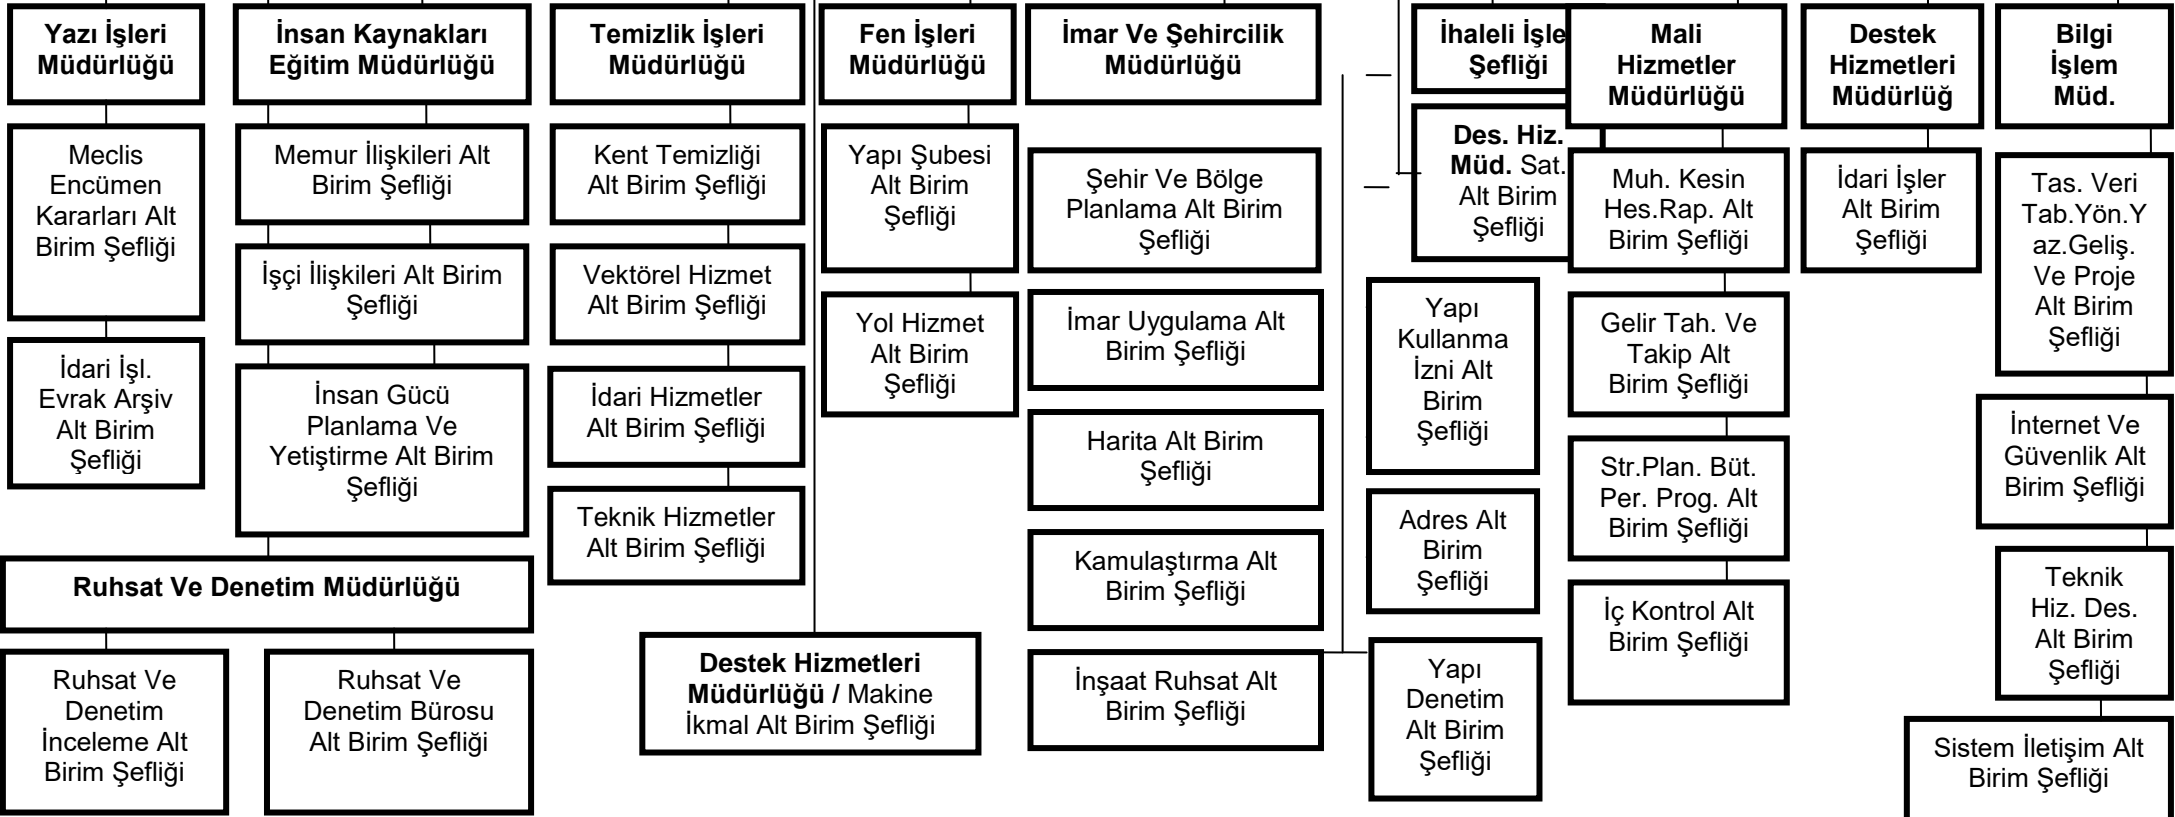 Yazı İşleri
Müdürlüğü
İnsan Kaynakları
Eğitim Müdürlüğü
Temizlik İşleri
Müdürlüğü
Fen İşleri
Müdürlüğü
İmar Ve Şehircilik
Müdürlüğü
İhaleli İşle
Şefliği
Mali
Hizmetler
Müdürlüğü
Destek
Hizmetleri
Müdürlüğ
Bilgi
İşlem
Müd.
Meclis
Encümen
Kararları Alt
Birim Şefliği
İdari İşl.
Evrak Arşiv
Alt Birim
Şefliği
Memur İlişkileri Alt
Birim Şefliği
İşçi İlişkileri Alt Birim
Şefliği
İnsan Gücü
Planlama Ve
Yetiştirme Alt Birim
Şefliği
Kent Temizliği
Alt Birim Şefliği
Vektörel Hizmet
Alt Birim Şefliği
İdari Hizmetler
Alt Birim Şefliği
Teknik Hizmetler
Alt Birim Şefliği
Yapı Şubesi
Alt Birim
Şefliği
Yol Hizmet
Alt Birim
Şefliği
Şehir Ve Bölge
Planlama Alt Birim
Şefliği
İmar Uygulama Alt
Birim Şefliği
Harita Alt Birim
Şefliği
Kamulaştırma Alt
Birim Şefliği
İnşaat Ruhsat Alt
Birim Şefliği
Des. Hiz.
Müd. Sat.
Alt Birim
Şefliği
Yapı
Kullanma
İzni Alt
Birim
Şefliği
Adres Alt
Birim
Şefliği
Yapı
Denetim
Alt Birim
Şefliği
Muh. Kesin
Hes.Rap. Alt
Birim Şefliği
Gelir Tah. Ve
Takip Alt
Birim Şefliği
Str.Plan. Büt.
Per. Prog. Alt
Birim Şefliği
İç Kontrol Alt
Birim Şefliği
İdari İşler
Alt Birim
Şefliği
Tas. Veri
Tab.Yön.Y
az.Geliş.
Ve Proje
Alt Birim
Şefliği
İnternet Ve
Güvenlik Alt
Birim Şefliği
Teknik
Hiz. Des.
Alt Birim
Şefliği
Sistem İletişim Alt
Birim Şefliği
Ruhsat Ve Denetim Müdürlüğü
Ruhsat Ve
Denetim
İnceleme Alt
Birim Şefliği
Ruhsat Ve
Denetim Bürosu
Alt Birim Şefliği
Destek Hizmetleri
Müdürlüğü / Makine
İkmal Alt Birim Şefliği